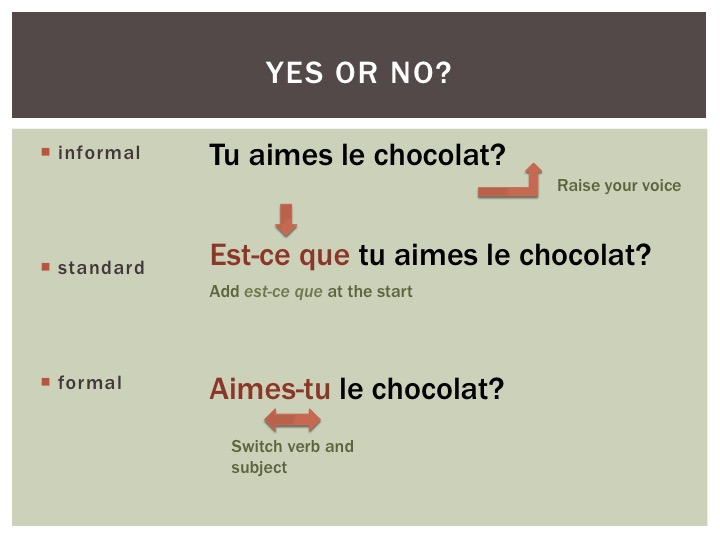 YES OR NO?
informal
Tu aimes le chocolat?
Raise your voice
standard
Est-ce que tu aimes le chocolat?
Add est-ce que at the start
formal
Aimes-tu le chocolat?
Switch verb and
subject